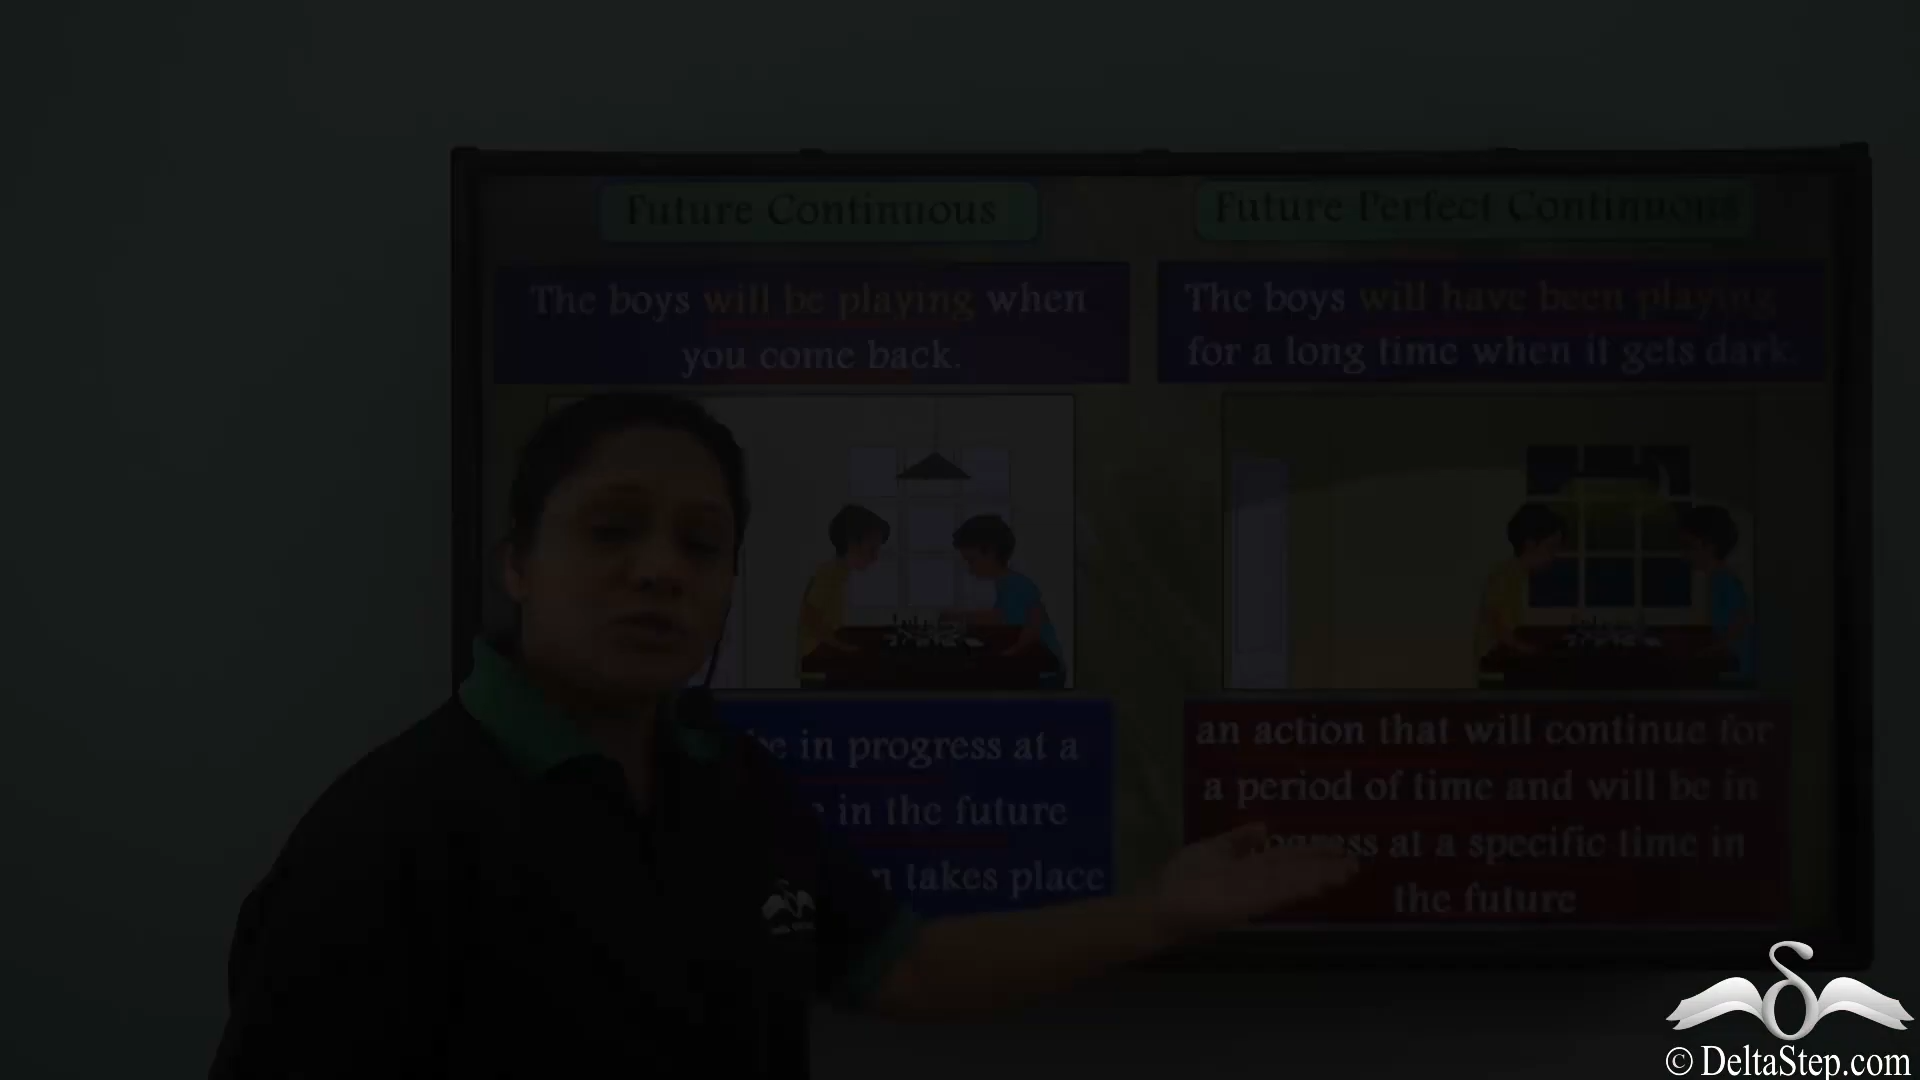 Future Continuous
The boys will be playing when
you come back.
be in progress at a
in the future
takes place
Future Perfect Continuous
The boys will have been playing
for a long time when it gets dark.
an action that will continue for
a period of time and will be in
progress at a specific time in
the future
© DeltaStep.com